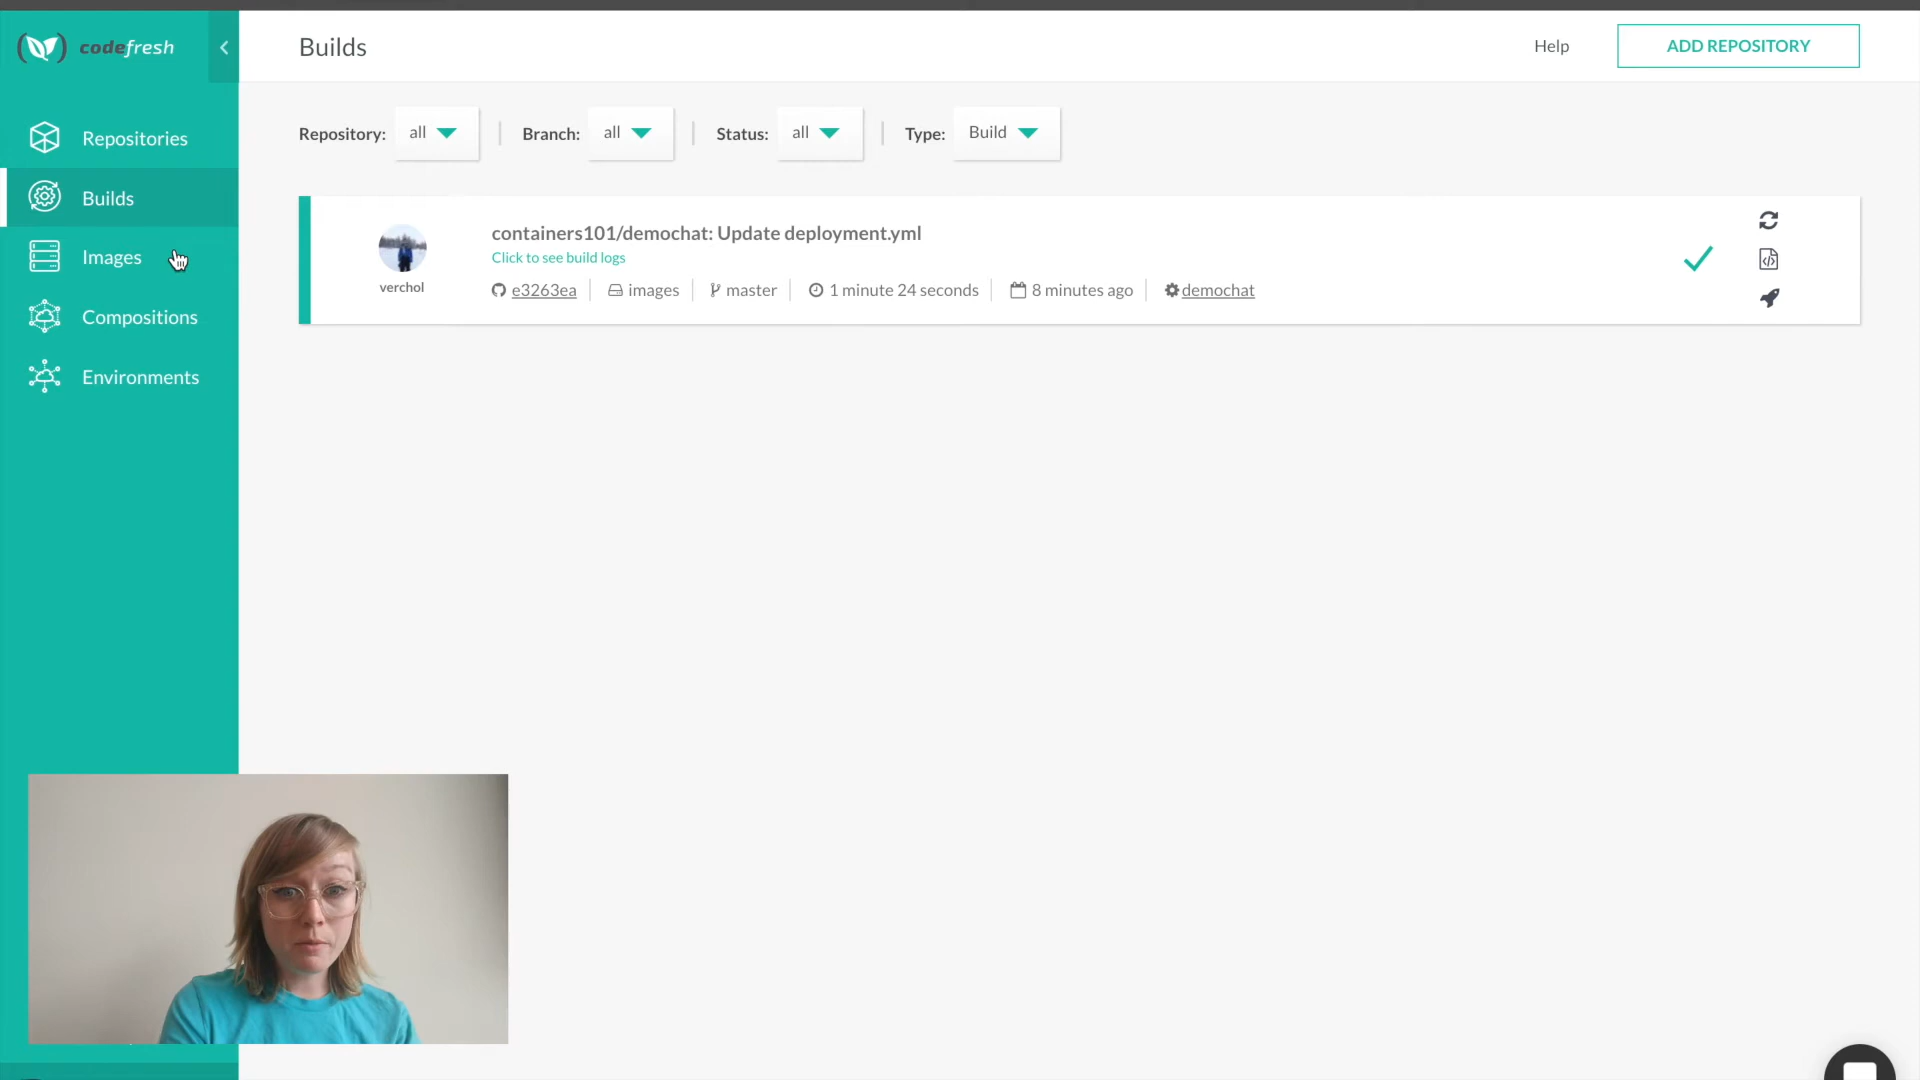 codefresh
Builds
Help
ADD REPOSITORY
Repositories
Builds
Images
Compositions
Environments
Repository: all
Branch: all
Status: all
Type: Build
verchol
containers101/demochat: Update deployment.yml
Click to see build logs
e3263ea
images
master
1 minute 24 seconds
8 minutes ago
demochat